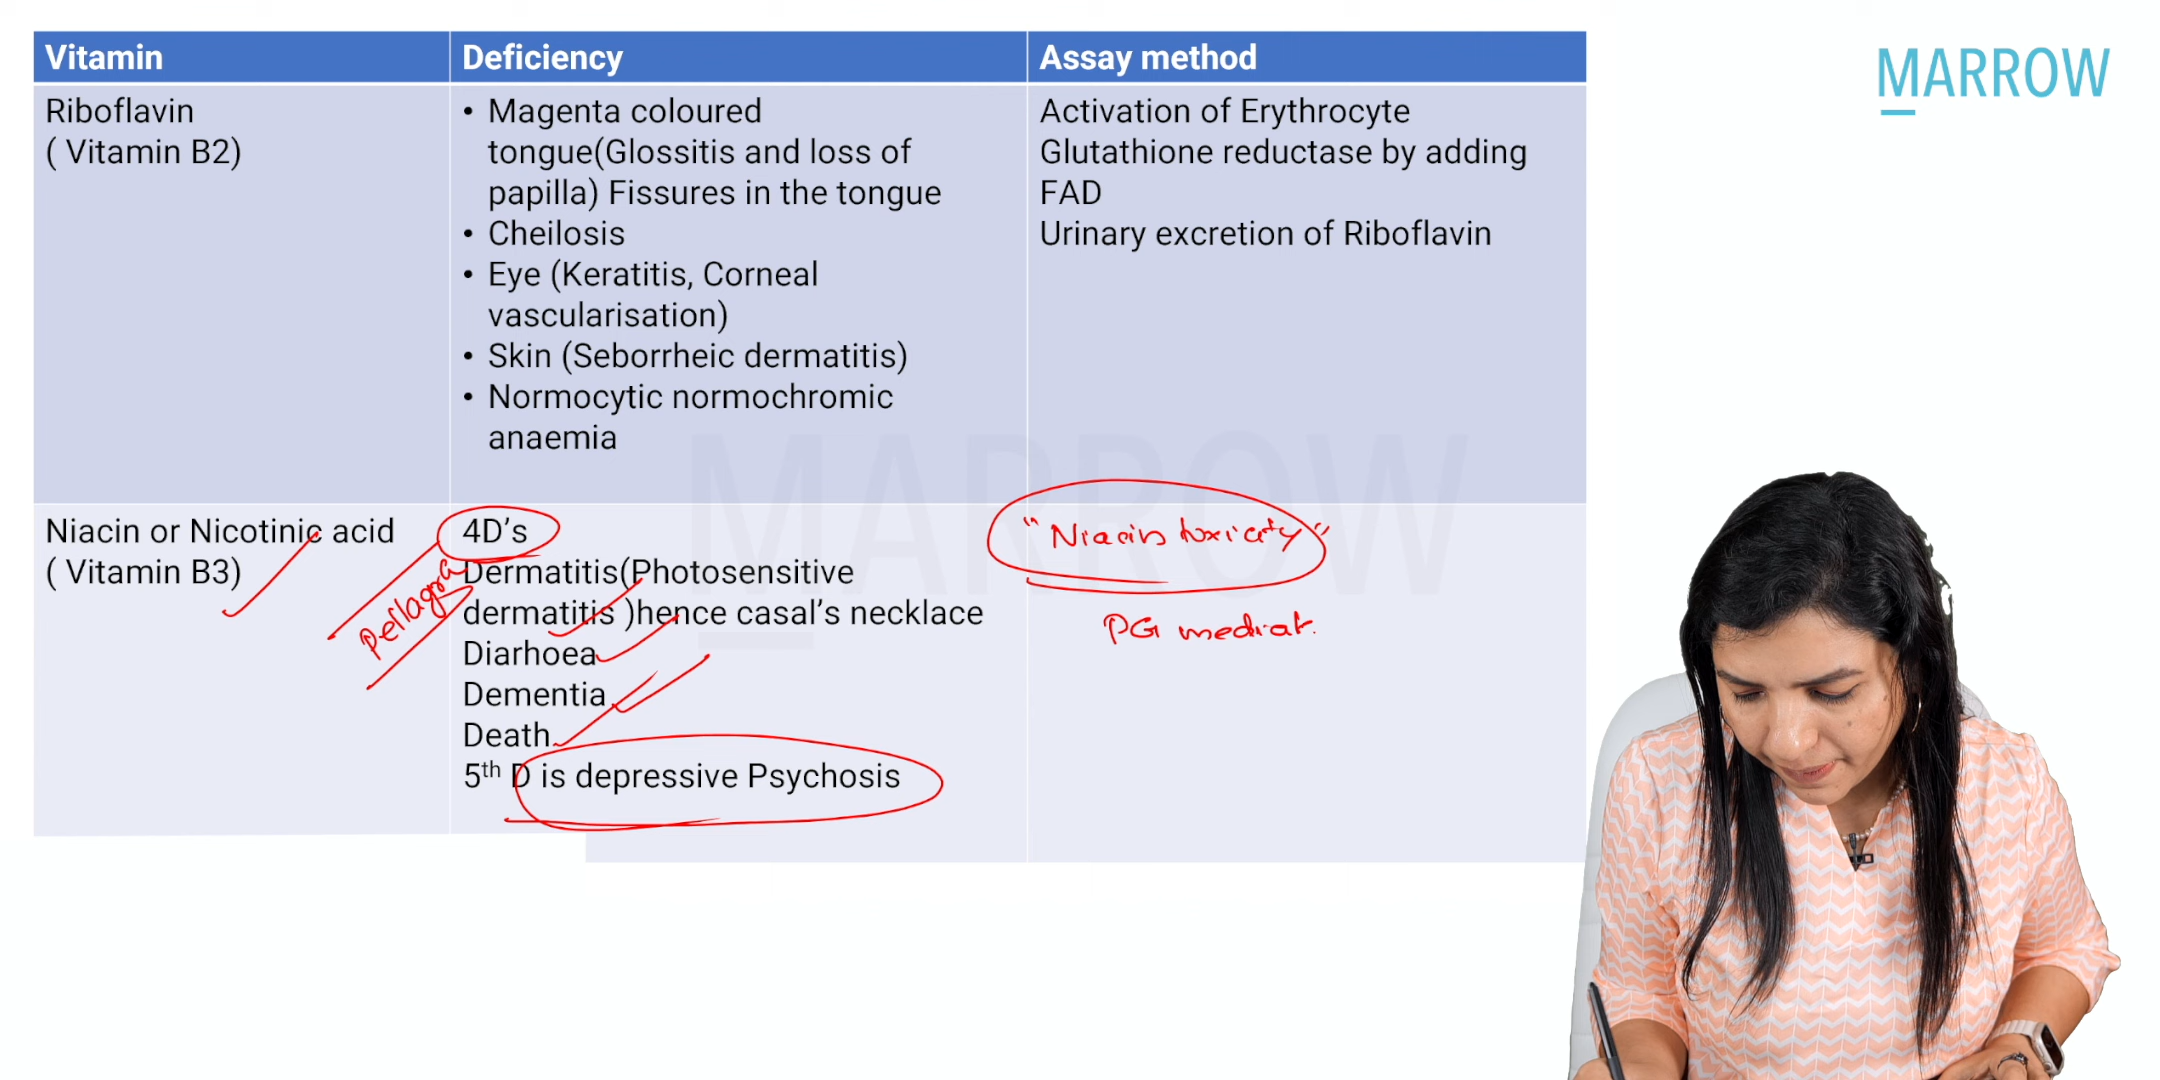 MARROW
Vitamin
Deficiency
Assay method
Riboflavin
( Vitamin B2)
• Magenta coloured
tongue(Glossitis and loss of
papilla) Fissures in the tongue
• Cheilosis
• Eye (Keratitis, Corneal
vascularisation)
• Skin (Seborrheic dermatitis)
• Normocytic normochromic
anaemia
Activation of Erythrocyte
Glutathione reductase by adding
FAD
Urinary excretion of Riboflavin
MARROW
Niacin or Nicotinic acid
( Vitamin B3)
Pellagra
4D's
Dermatitis(Photosensitive
dermatitis )hence casal's necklace
Diarhoea
Dementia
Death
5th D is depressive Psychosis
"Niacin toxicity"
PG mediat.